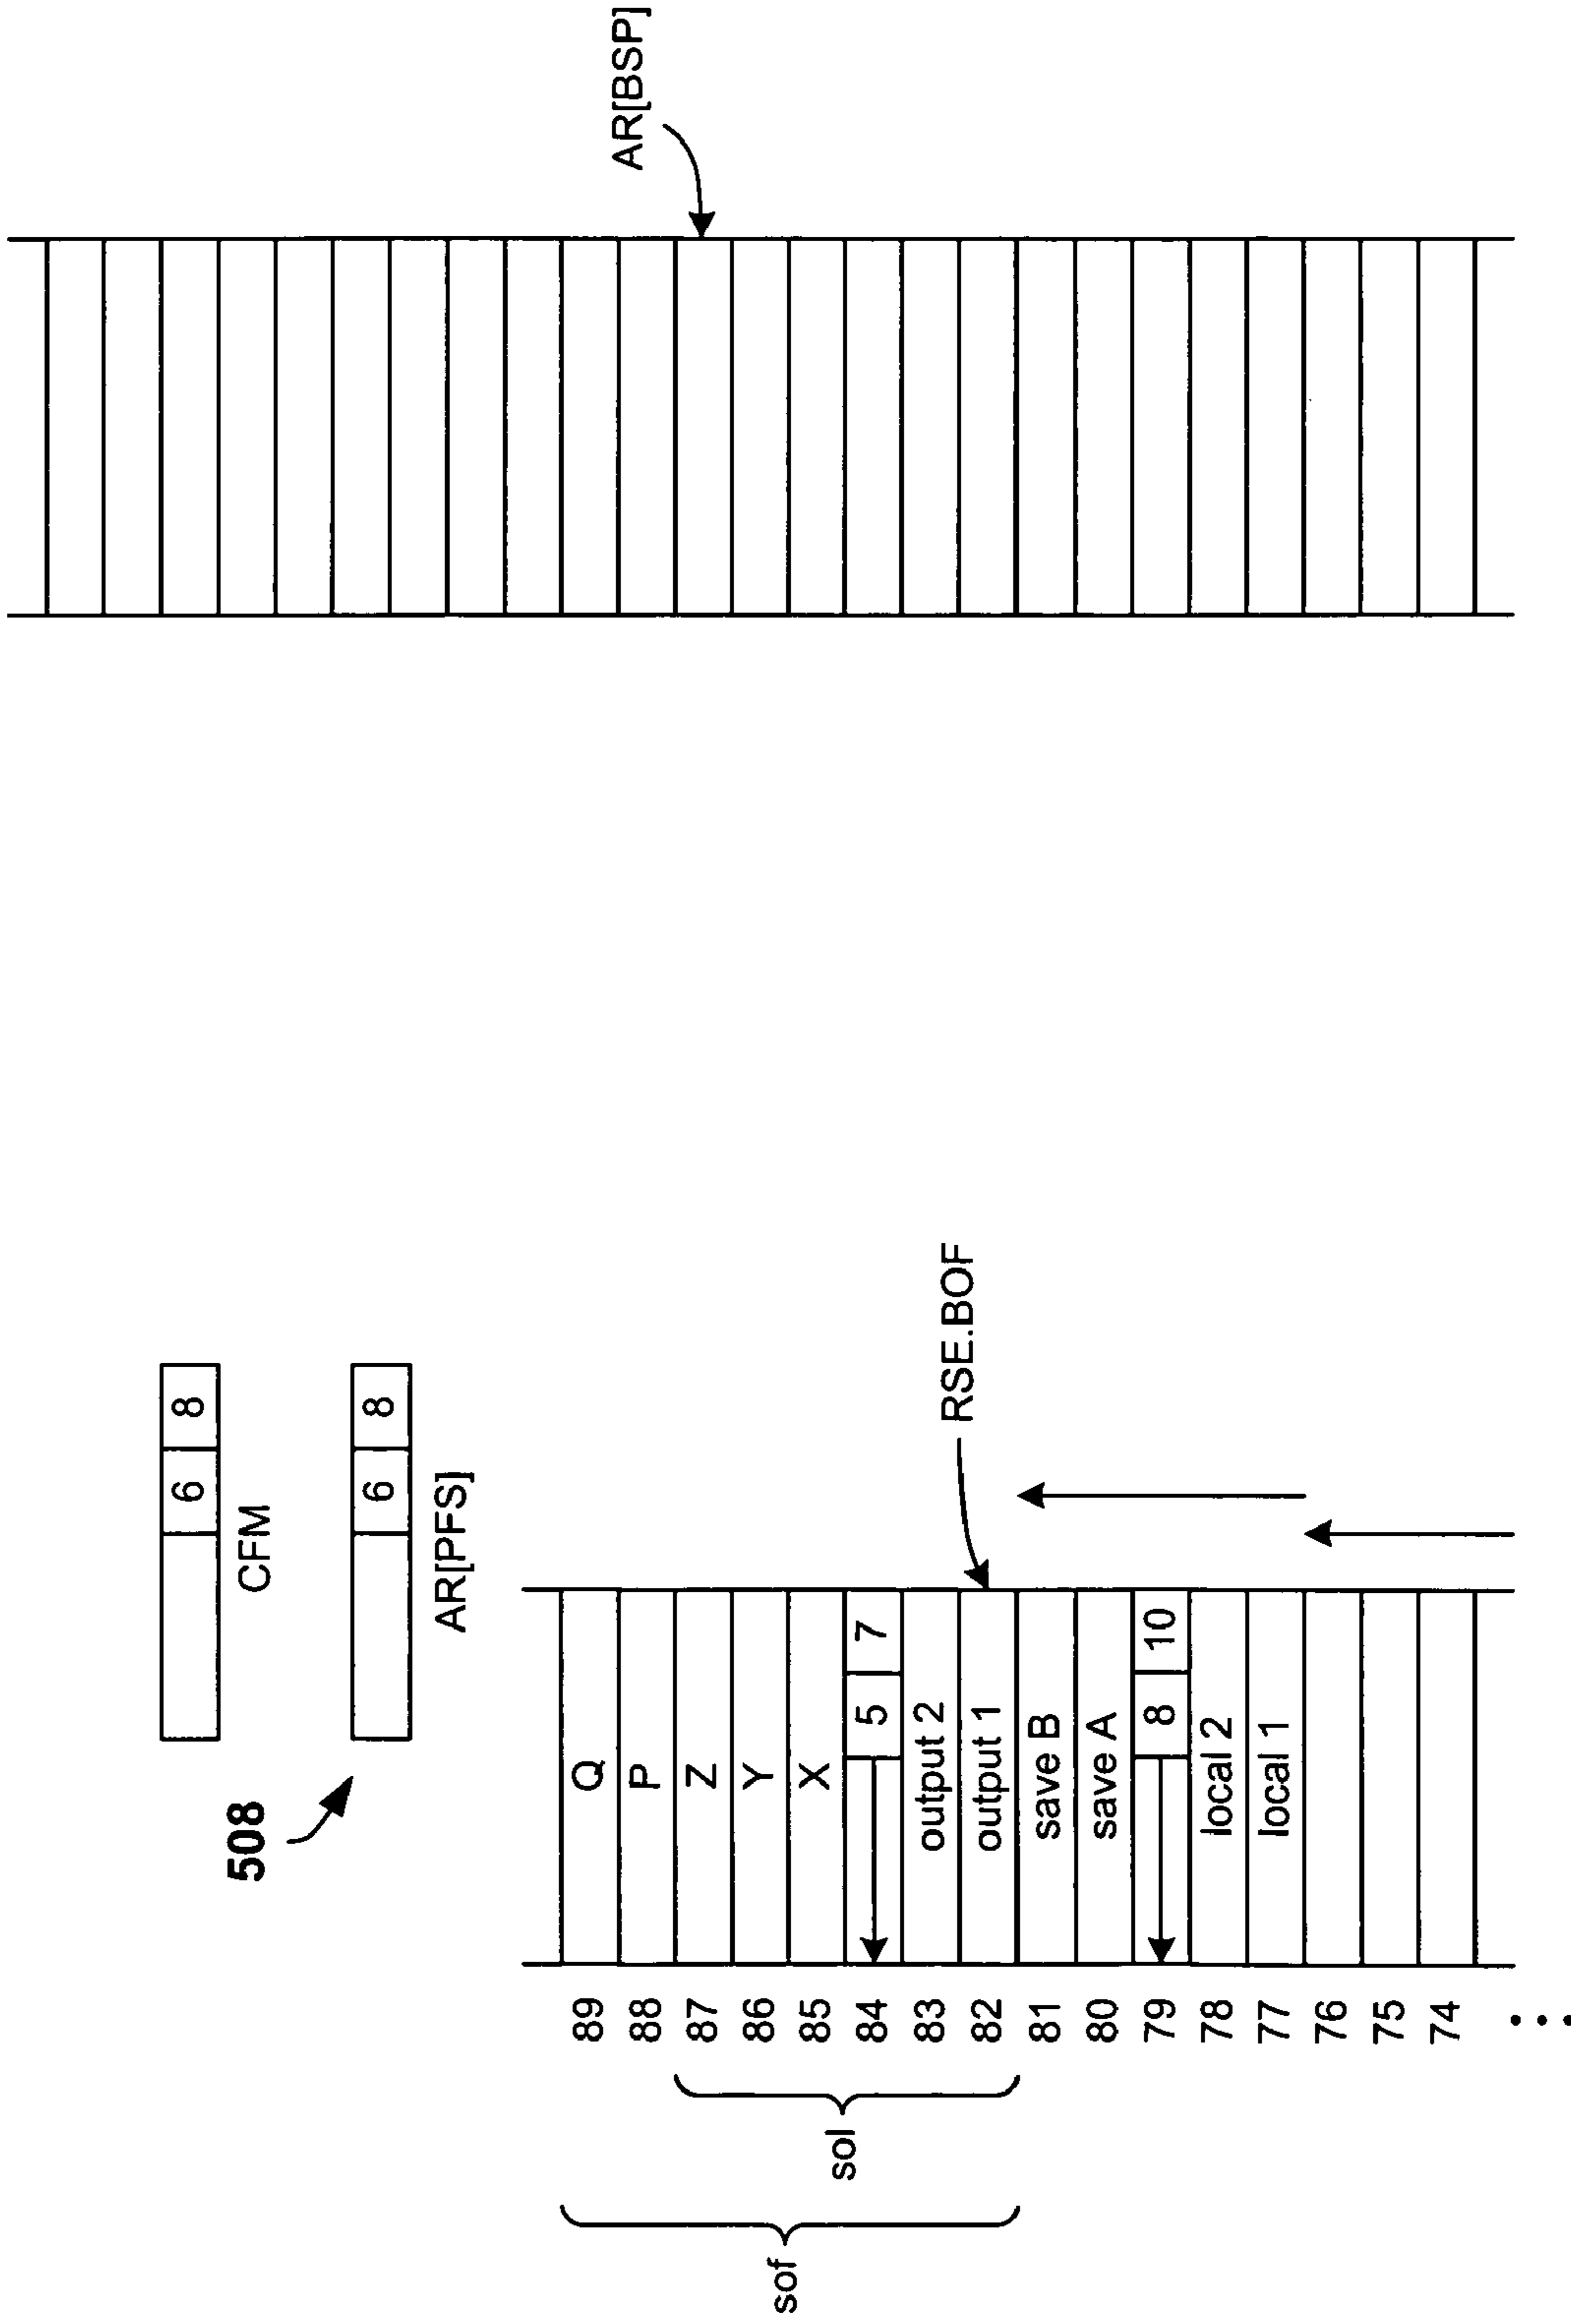 508
6 8
CFM
6 8
AR[PFS]
AR[BSP]
89 Q
88 P
87 Z
86 Y
85 X
84 5 7
83 output 2
82 output 1
RSE.BOF
81 save B
80 save A
79 8 10
78 local 2
77 local 1
76
75
74
sol
sof